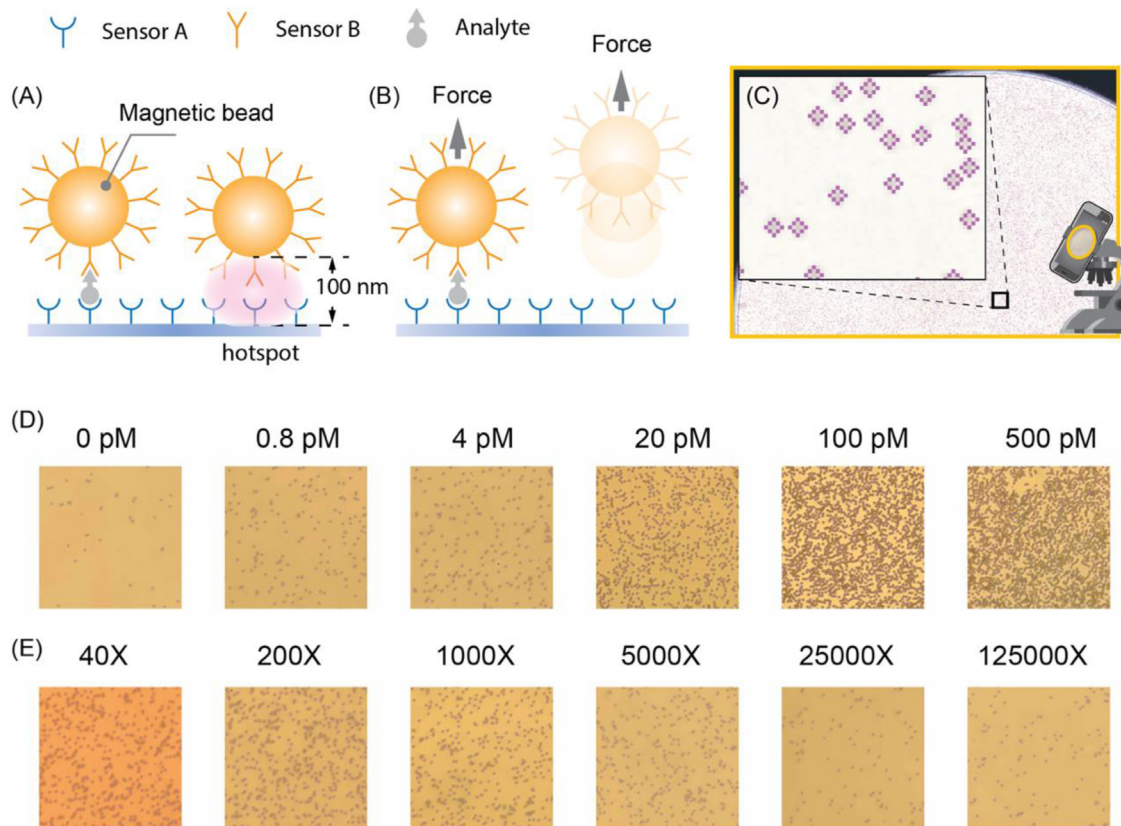 Sensor A Sensor B Analyte
(A) Magnetic bead
100 nm
hotspot
(B) Force
Force
(C)
(D)
0 pM 0.8 pM 4 pM 20 pM 100 pM 500 pM
(E)
40X 200X 1000X 5000X 25000X 125000X